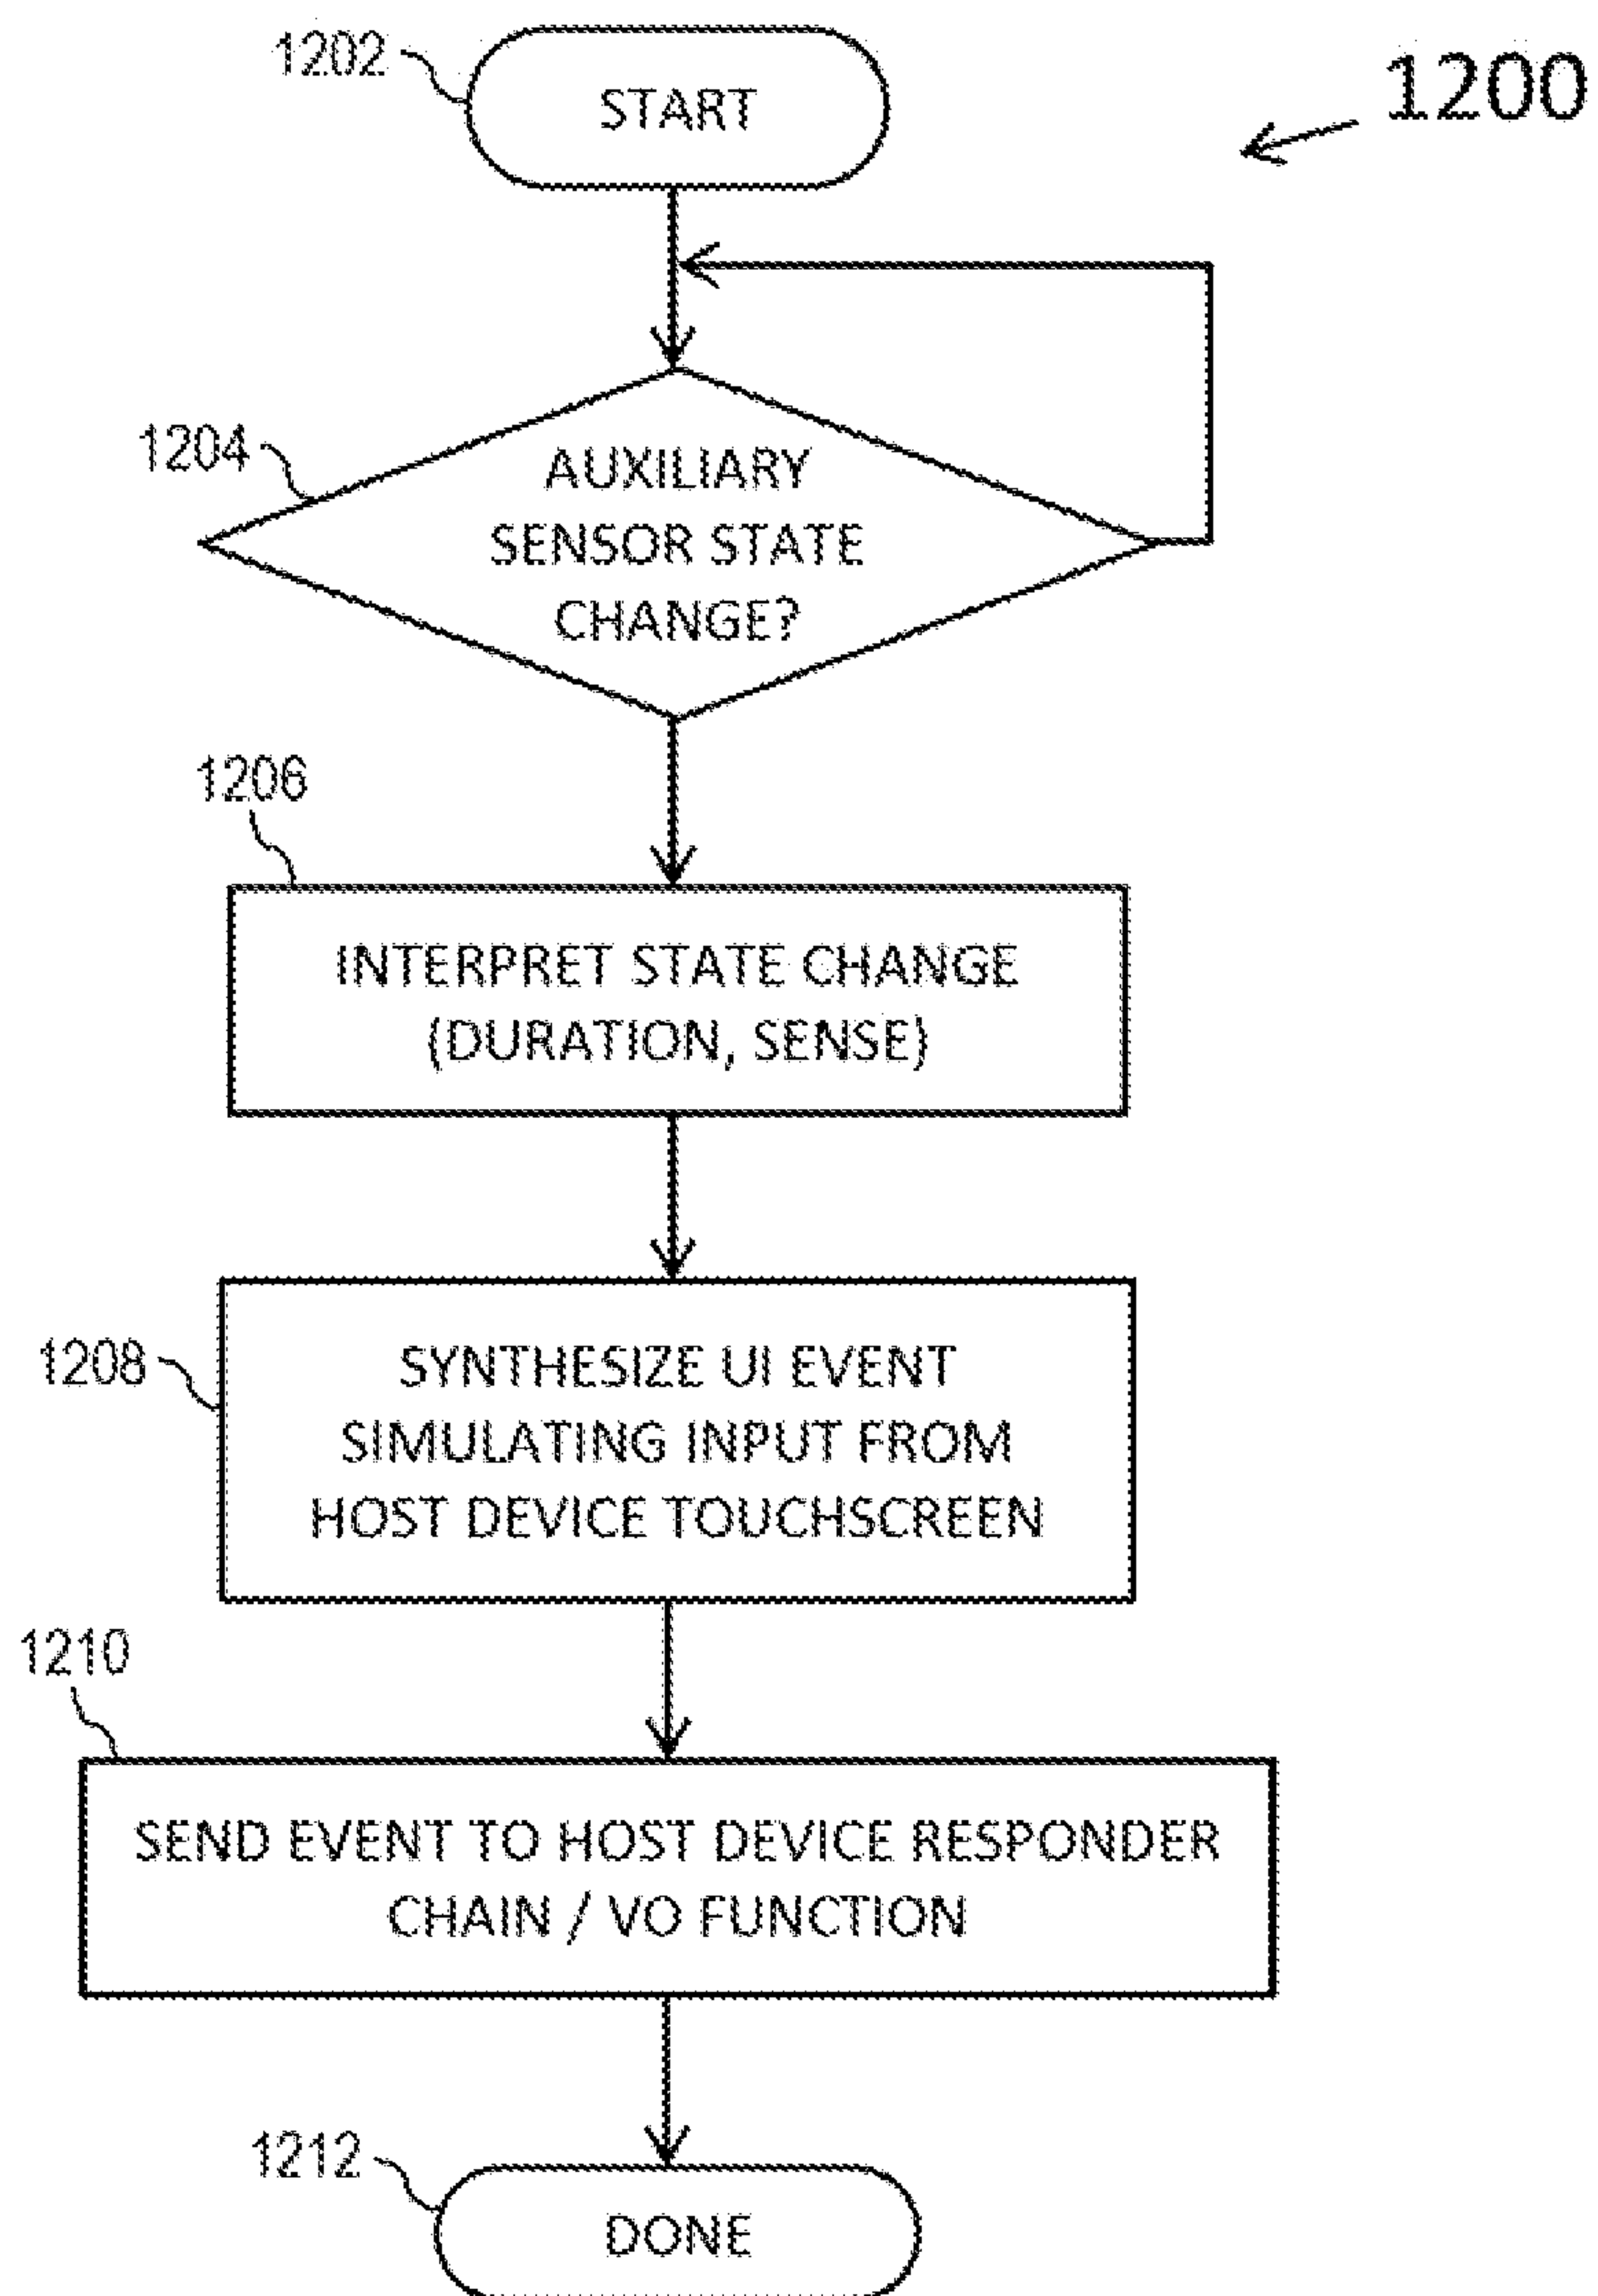 1202
START
1200
1204
AUXILIARY
SENSOR STATE
CHANGE?
1206
INTERPRET STATE CHANGE
(DURATION, SENSE)
1208
SYNTHESIZE UI EVENT
SIMULATING INPUT FROM
HOST DEVICE TOUCHSCREEN
1210
SEND EVENT TO HOST DEVICE RESPONDER
CHAIN / VO FUNCTION
1212
DONE